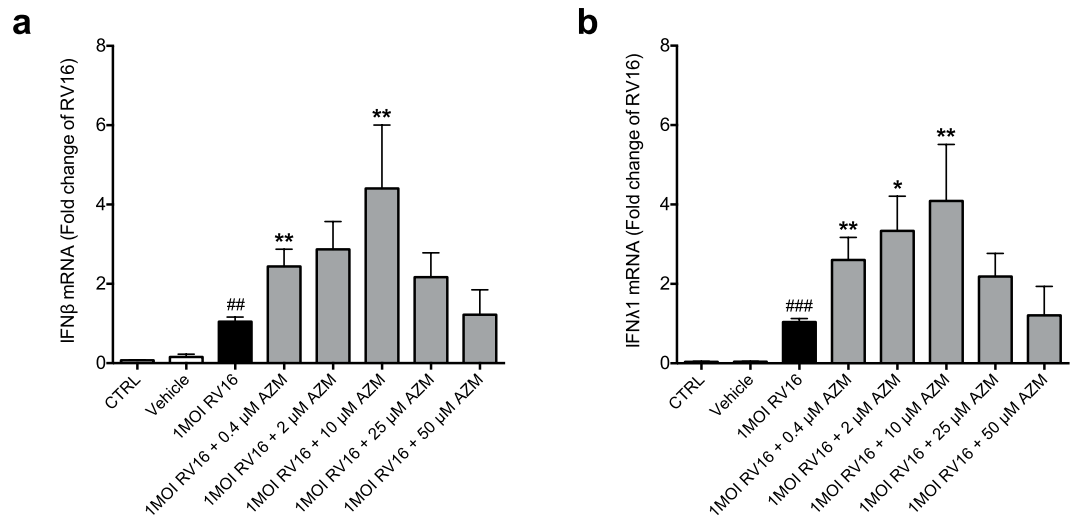 a
IFNβ mRNA (Fold change of RV16)
8
6
4
2
0
##
**
**
CTRL
Vehicle
1MOI RV16
1MOI RV16 + 0.4 µM AZM
1MOI RV16 + 2 µM AZM
1MOI RV16 + 10 µM AZM
1MOI RV16 + 25 µM AZM
1MOI RV16 + 50 µM AZM
b
IFNλ1 mRNA (Fold change of RV16)
8
6
4
2
0
###
**
*
**
CTRL
Vehicle
1MOI RV16
1MOI RV16 + 0.4 µM AZM
1MOI RV16 + 2 µM AZM
1MOI RV16 + 10 µM AZM
1MOI RV16 + 25 µM AZM
1MOI RV16 + 50 µM AZM